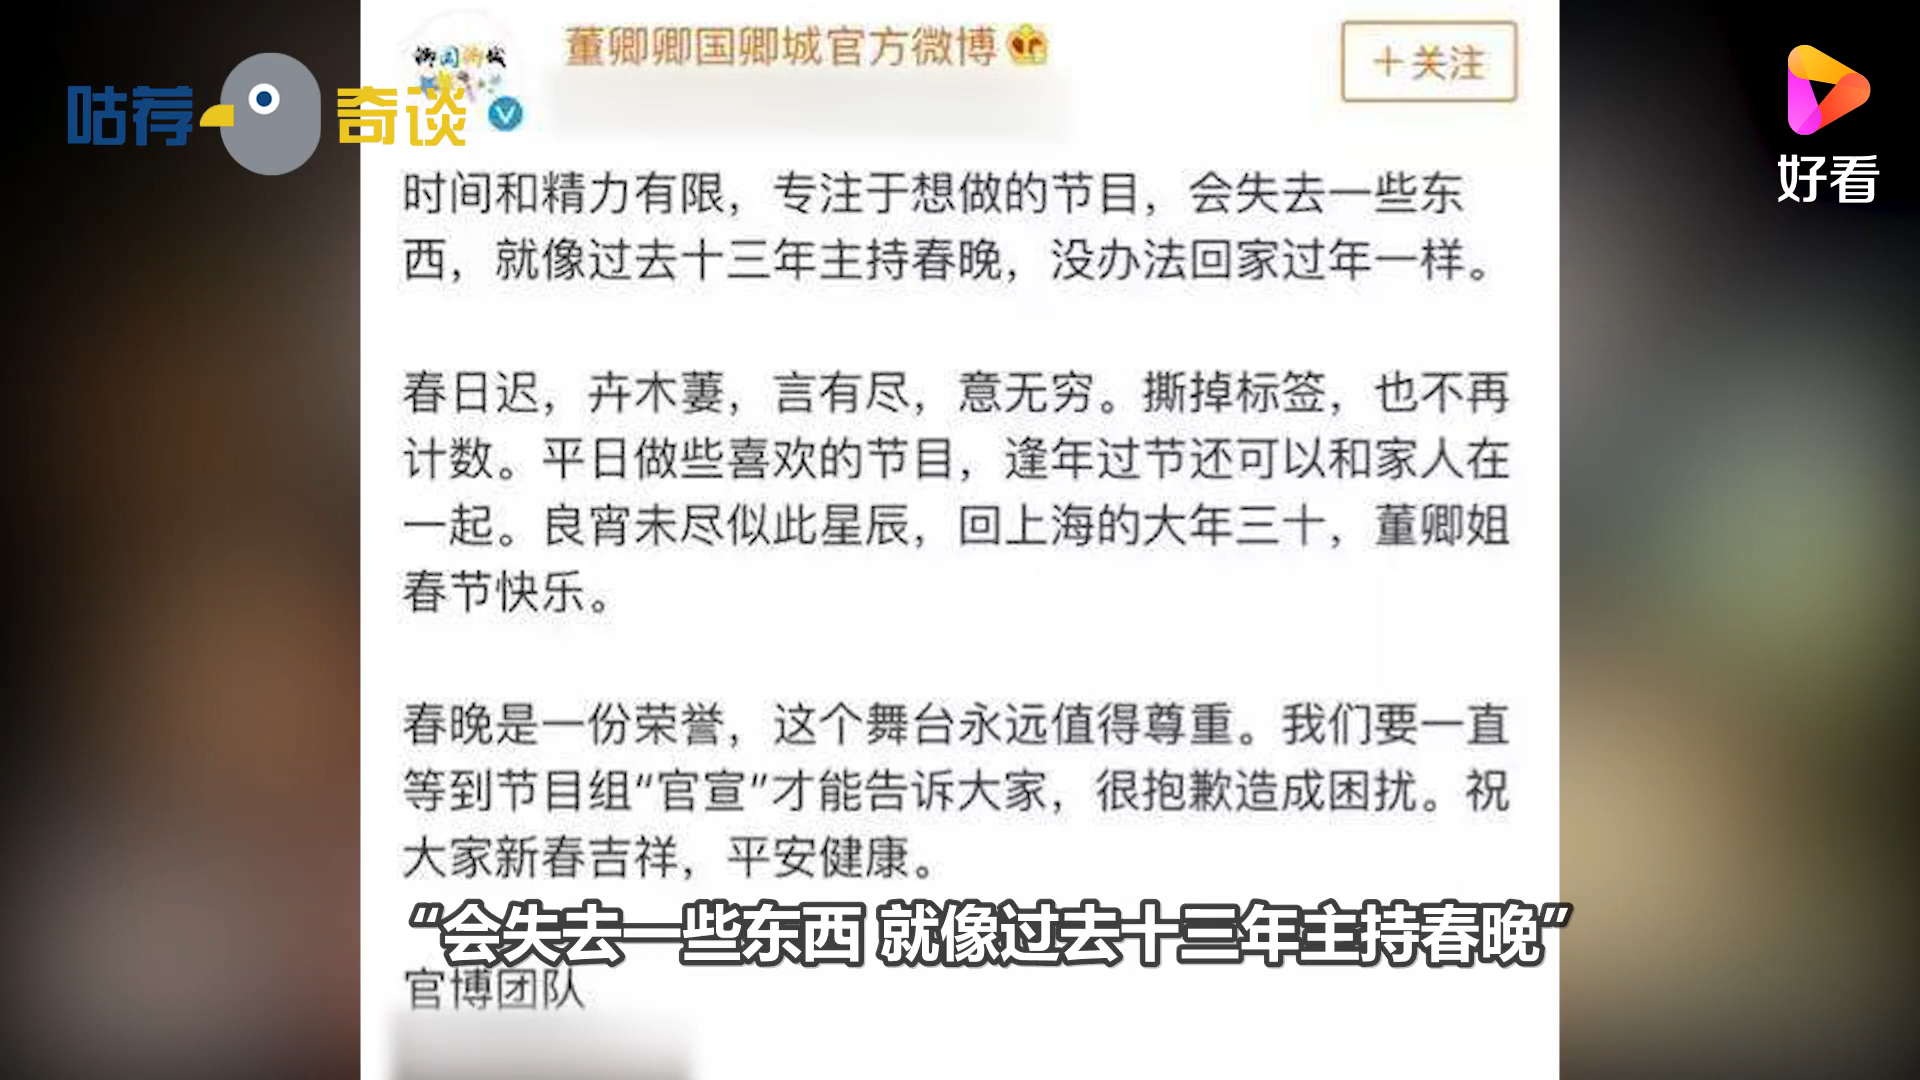 卿国卿城
董卿卿国卿城官方微博
＋关注
咕荐
奇谈
好看
时间和精力有限，专注于想做的节目，会失去一些东
西，就像过去十三年主持春晚，没办法回家过年一样。
春日迟，卉木萋，言有尽，意无穷。撕掉标签，也不再
计数。平日做些喜欢的节目，逢年过节还可以和家人在
一起。良宵未尽似此星辰，回上海的大年三十，董卿姐
春节快乐。
春晚是一份荣誉，这个舞台永远值得尊重。我们要一直
等到节目组“官宣”才能告诉大家，很抱歉造成困扰。祝
大家新春吉祥，平安健康。
“会失去一些东西 就像过去十三年主持春晚”
官博团队